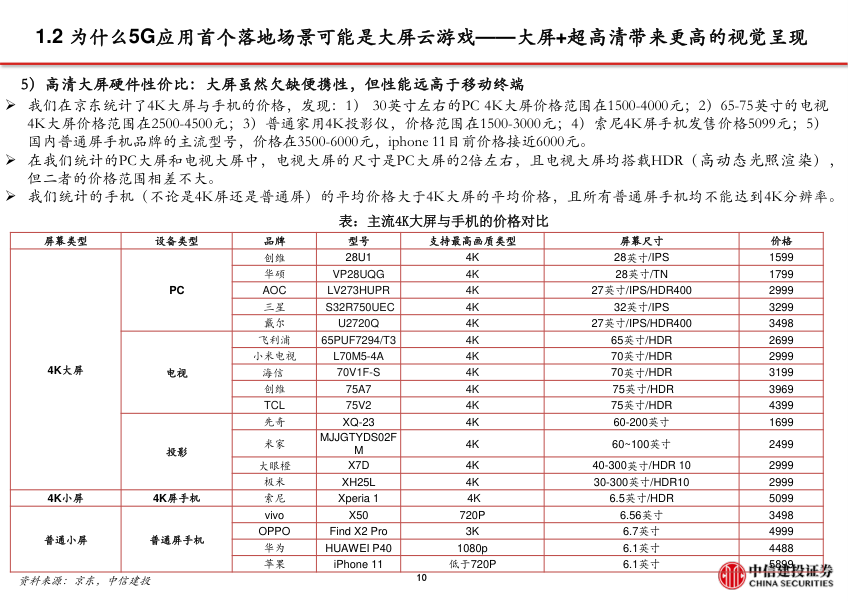 1.2 为什么5G应用首个落地场景可能是大屏云游戏——大屏+超高清带来更高的视觉呈现
5）高清大屏硬件性价比：大屏虽然欠缺便携性，但性能远高于移动终端
➢ 我们在京东统计了4K大屏与手机的价格，发现：1） 30英寸左右的PC 4K大屏价格范围在1500-4000元；2）65-75英寸的电视
4K大屏价格范围在2500-4500元；3）普通家用4K投影仪，价格范围在1500-3000元；4）索尼4K屏手机发售价格5099元；5）
国内普通屏手机品牌的主流型号，价格在3500-6000元，iphone 11目前价格接近6000元。
➢ 在我们统计的PC大屏和电视大屏中，电视大屏的尺寸是PC大屏的2倍左右，且电视大屏均搭载HDR（高动态光照渲染），
但二者的价格范围相差不大。
➢ 我们统计的手机（不论是4K屏还是普通屏）的平均价格大于4K大屏的平均价格，且所有普通屏手机均不能达到4K分辨率。
表：主流4K大屏与手机的价格对比
屏幕类型 设备类型 品牌 型号 支持最高画质类型 屏幕尺寸 价格
4K大屏 PC 创维 28U1 4K 28英寸/IPS 1599
华硕 VP28UQG 4K 28英寸/TN 1799
AOC LV273HUPR 4K 27英寸/IPS/HDR400 2999
三星 S32R750UEC 4K 32英寸/IPS 3299
戴尔 U2720Q 4K 27英寸/IPS/HDR400 3498
电视 飞利浦 65PUF7294/T3 4K 65英寸/HDR 2699
小米电视 L70M5-4A 4K 70英寸/HDR 2999
海信 70V1F-S 4K 70英寸/HDR 3199
创维 75A7 4K 75英寸/HDR 3969
TCL 75V2 4K 75英寸/HDR 4399
投影 先奇 XQ-23 4K 60-200英寸 1699
米家 MJJGTYDS02F
M 4K 60~100英寸 2499
大眼橙 X7D 4K 40-300英寸/HDR 10 2999
极米 XH25L 4K 30-300英寸/HDR10 2999
4K小屏 4K屏手机 索尼 Xperia 1 4K 6.5英寸/HDR 5099
普通小屏 普通屏手机 vivo X50 720P 6.56英寸 3498
OPPO Find X2 Pro 3K 6.7英寸 4999
华为 HUAWEI P40 1080p 6.1英寸 4488
苹果 iPhone 11 低于720P 6.1英寸 5899
资料来源：京东，中信建投
10
中信建投证券
CHINA SECURITIES